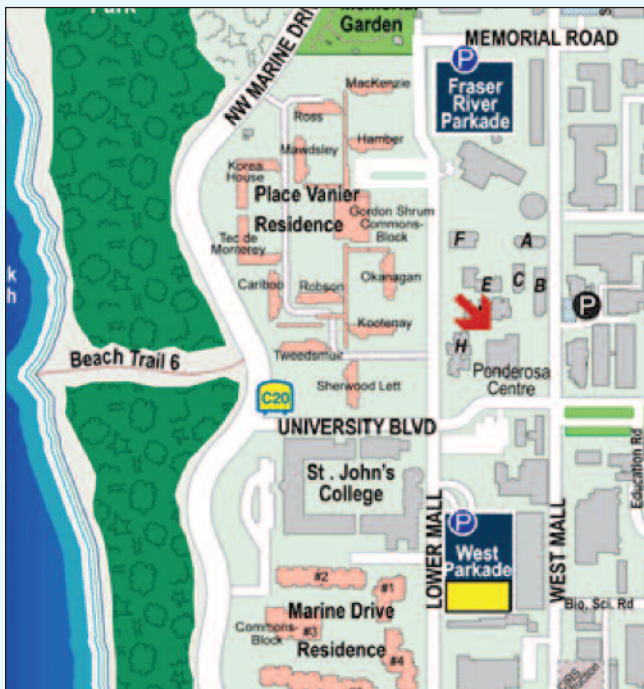 Park
Memorial
Garden
NW MARINE DRI
MEMORIAL ROAD
P
Fraser
River
Parkade
MacKenzie
Ross
Hamber
Mawdsley
Korea
House
Place Vanier
Residence
Gordon Shrum
Commons-
Block
Tec de
Monterey
Okanagan
Cariboo
Robson
Kootenay
Tweedsmuir
Sherwood Lett
F
A
E
C
B
H
P
Ponderosa
Centre
k
h
Beach Trail 6
C20
UNIVERSITY BLVD
St . John's
College
LOWER MALL
WEST MALL
Education Rd
P
West
Parkade
Bio. Sci. Rd
#2
#1
Marine Drive
Commons-
Block
#3
Residence
#4